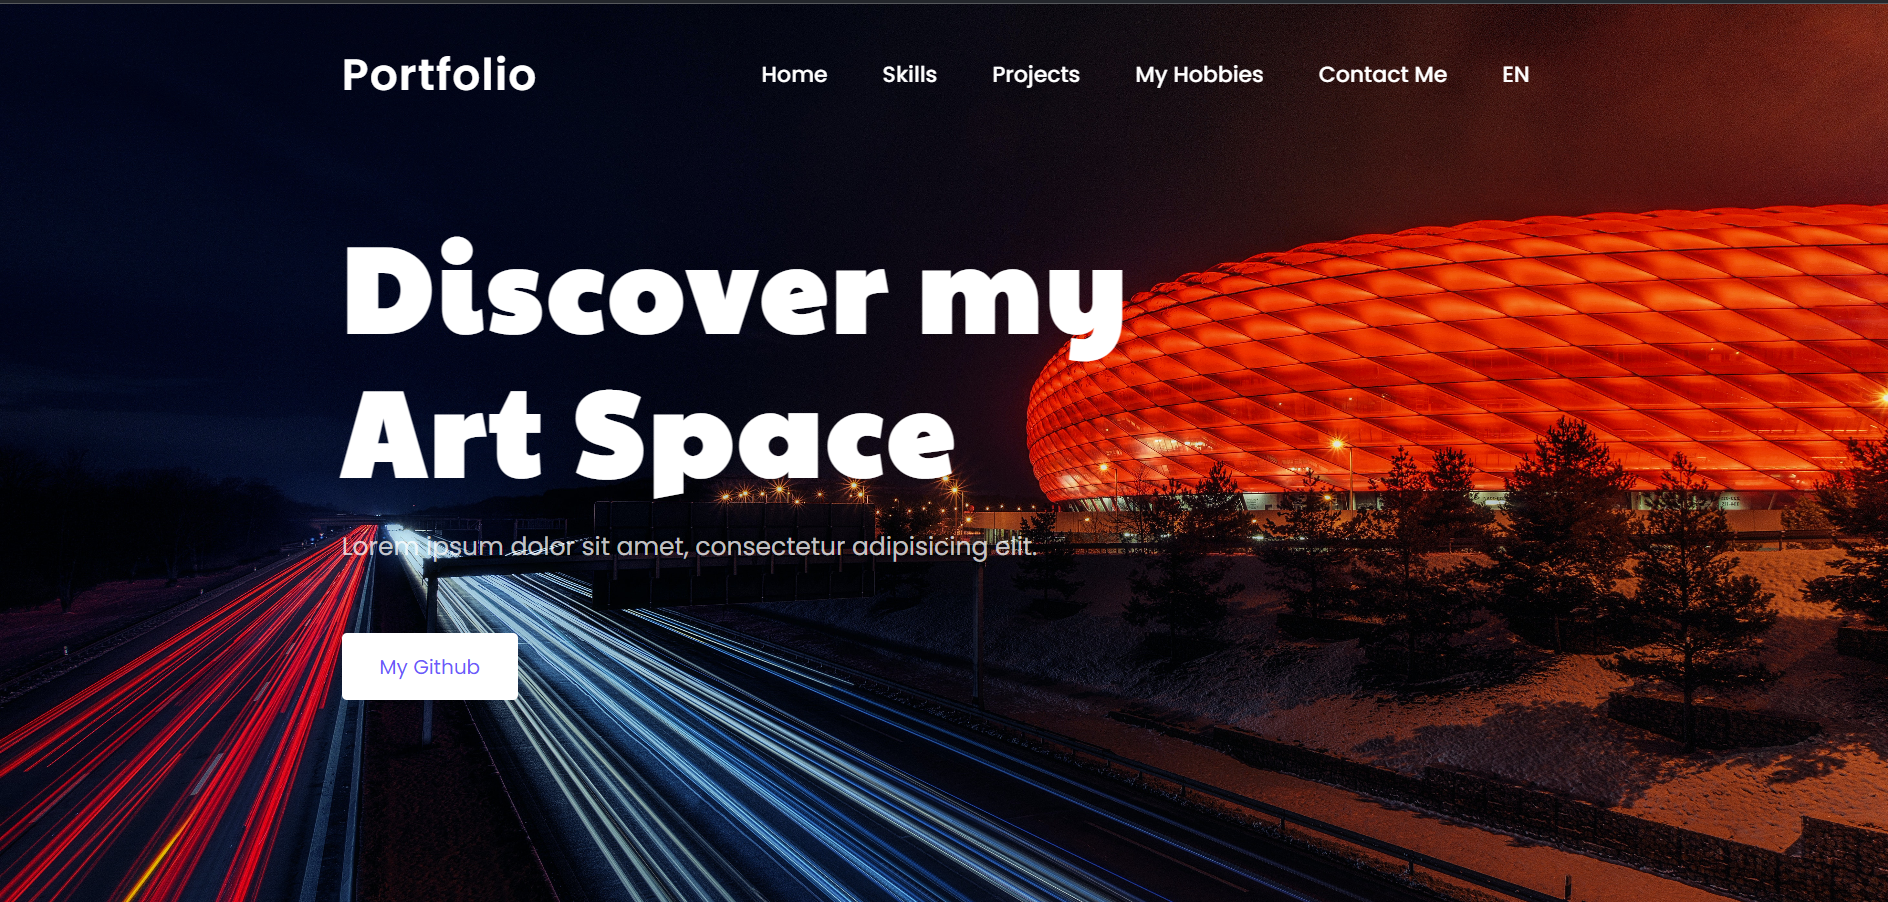 Portfolio
Home Skills Projects My Hobbies Contact Me EN
Discover my
Art Space
Lorem ipsum dolor sit amet, consectetur adipisicing elit.
My Github